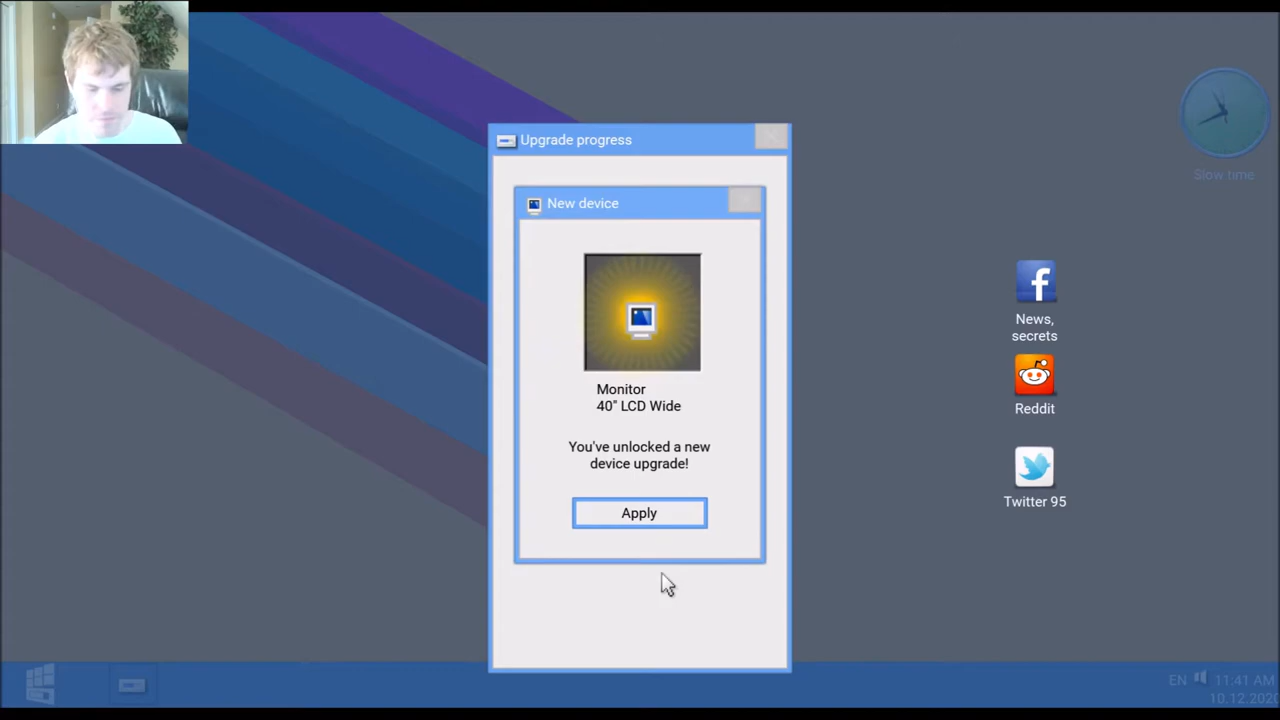 Upgrade progress
New device
Monitor
40" LCD Wide
You've unlocked a new
device upgrade!
Apply
Slow time
News,
secrets
Reddit
Twitter 95
EN 11:41 AM